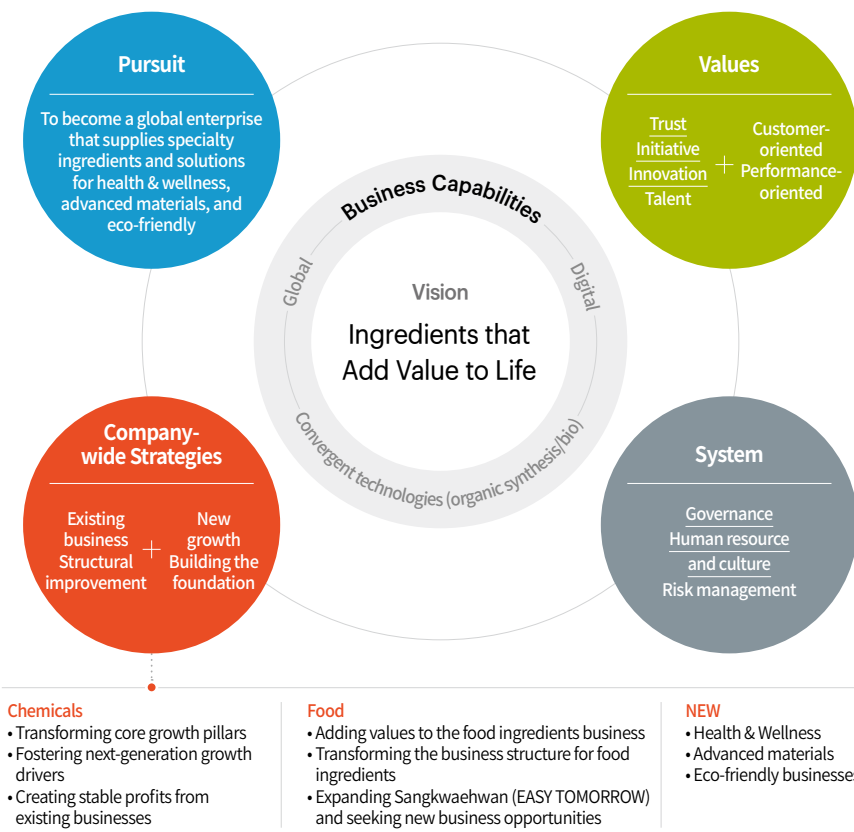 Pursuit
To become a global enterprise
that supplies specialty
ingredients and solutions
for health & wellness,
advanced materials, and
eco-friendly
Values
Trust
Initiative
Innovation
Talent
+
Customer-
oriented
Performance-
oriented
Business Capabilities
Global
Digital
Convergent technologies (organic synthesis/bio)
Vision
Ingredients that
Add Value to Life
Company-
wide Strategies
Existing
business
Structural
improvement
+
New
growth
Building the
foundation
System
Governance
Human resource
and culture
Risk management
Chemicals
• Transforming core growth pillars
• Fostering next-generation growth
drivers
• Creating stable profits from
existing businesses
Food
• Adding values to the food ingredients business
• Transforming the business structure for food
ingredients
• Expanding Sangkwaehwan (EASY TOMORROW)
and seeking new business opportunities
NEW
• Health & Wellness
• Advanced materials
• Eco-friendly businesses